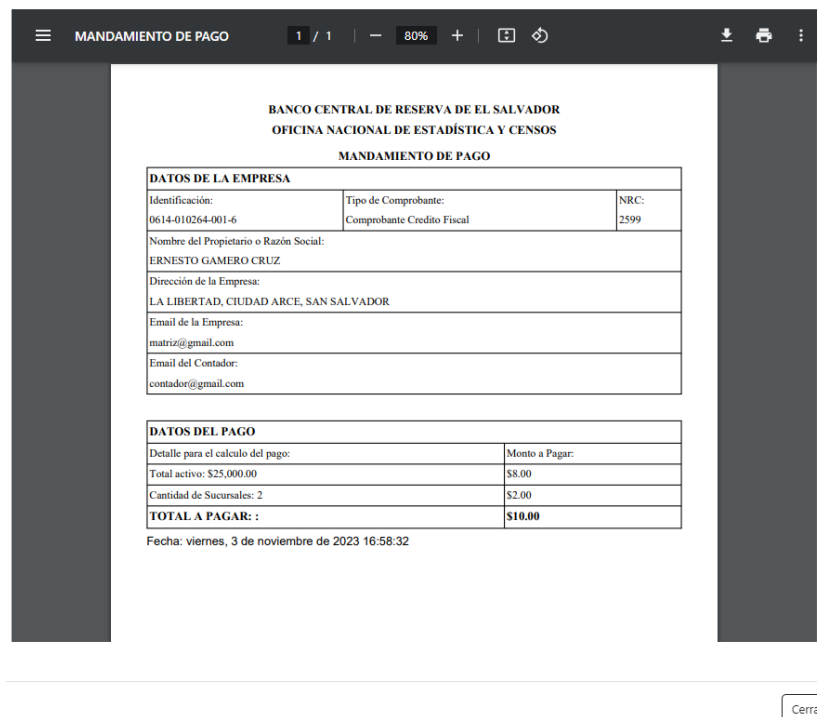 MANDAMIENTO DE PAGO 1 / 1 80%
BANCO CENTRAL DE RESERVA DE EL SALVADOR
OFICINA NACIONAL DE ESTADÍSTICA Y CENSOS
MANDAMIENTO DE PAGO
DATOS DE LA EMPRESA
Identificación: Tipo de Comprobante: NRC:
0614-010264-001-6 Comprobante Credito Fiscal 2599
Nombre del Propietario o Razón Social:
ERNESTO GAMERO CRUZ
Dirección de la Empresa:
LA LIBERTAD, CIUDAD ARCE, SAN SALVADOR
Email de la Empresa:
matriz@gmail.com
Email del Contador:
contador@gmail.com
DATOS DEL PAGO
Detalle para el calculo del pago: Monto a Pagar:
Total activo: $25,000.00 $8.00
Cantidad de Sucursales: 2 $2.00
TOTAL A PAGAR: : $10.00
Fecha: viernes, 3 de noviembre de 2023 16:58:32
Cerra